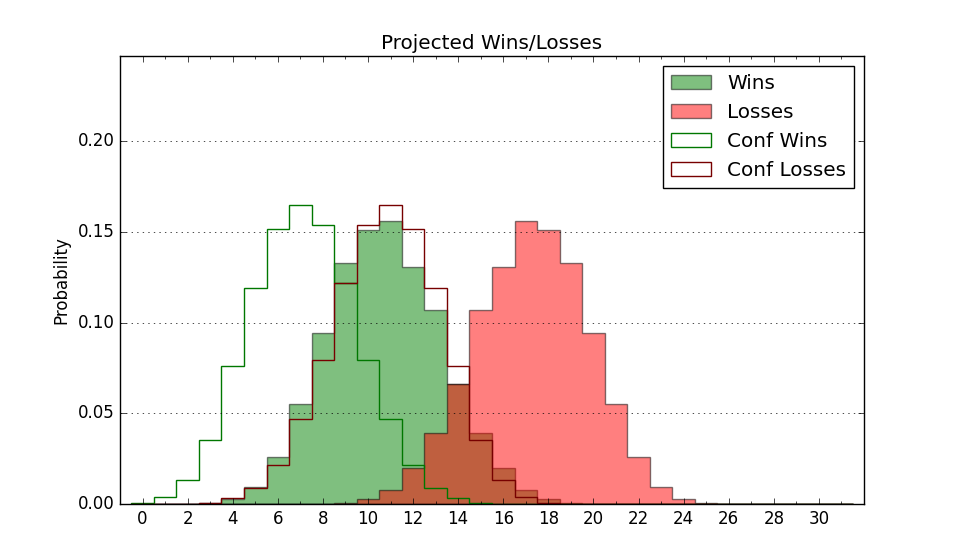 Projected Wins/Losses
Wins
Losses
Conf Wins
Conf Losses
Probability
0.20
0.15
0.10
0.05
0.00
0 2 4 6 8 10 12 14 16 18 20 22 24 26 28 30